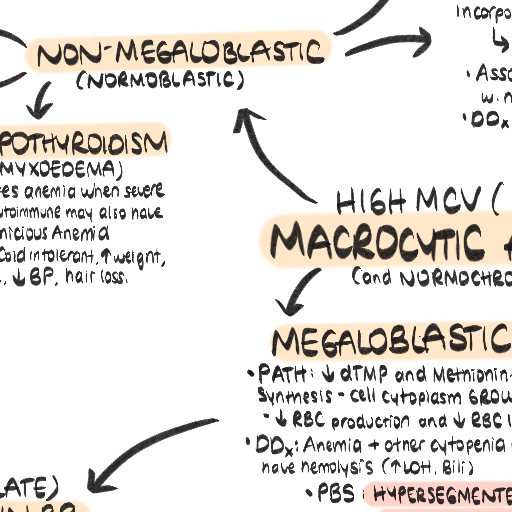 incorpo
NON-MEGALOBLASTIC
(NORMOBLASTIC)
• Asso
• DDx
POTHYROIDISM
MYXOEDEMA)
es anemia when severe
utoimmune may also have
nicious Anemia
Cold intolerant, ↑ weight,
↓ BP, hair loss.
HIGH MCV (
MACROCYTIC
(and NORMOCHRO
MEGALOBLASTIC
• PATH: ↓ dTMP and Methionin
Synthesis - cell cytoplasm GROW
- ↓ RBC production and ↓ RBC l
• DDx: Anemia + other cytopenia
have hemolysis (↑ LDH, Bili)
• PBS: HYPERSEGMENTE
LATE)